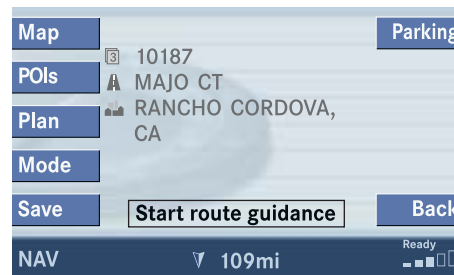 Map
Parking
3 10187
POIs
MAJO CT
RANCHO CORDOVA,
Plan
CA
Mode
Save
Start route guidance
Back
NAV
109mi
Ready